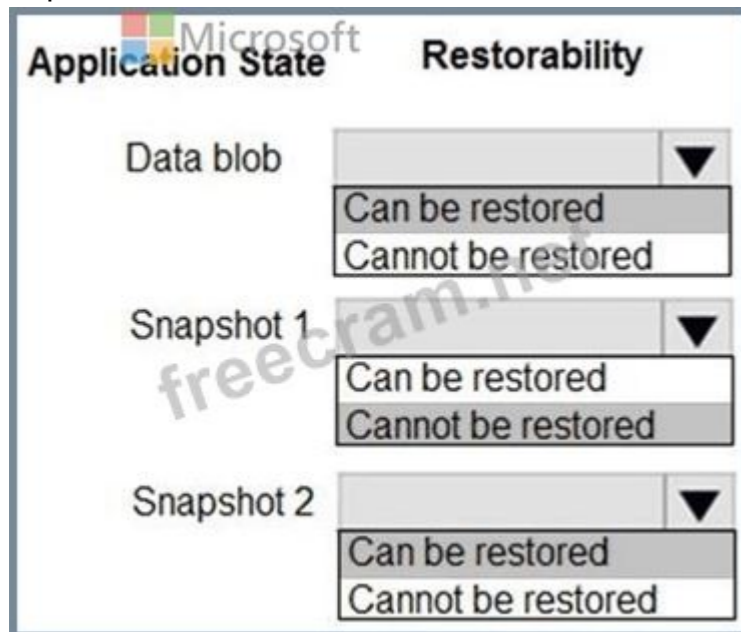 Microsoft
Application State Restorability
Data blob
Can be restored
Cannot be restored
Snapshot 1
Can be restored
Cannot be restored
freecram.net
Snapshot 2
Can be restored
Cannot be restored